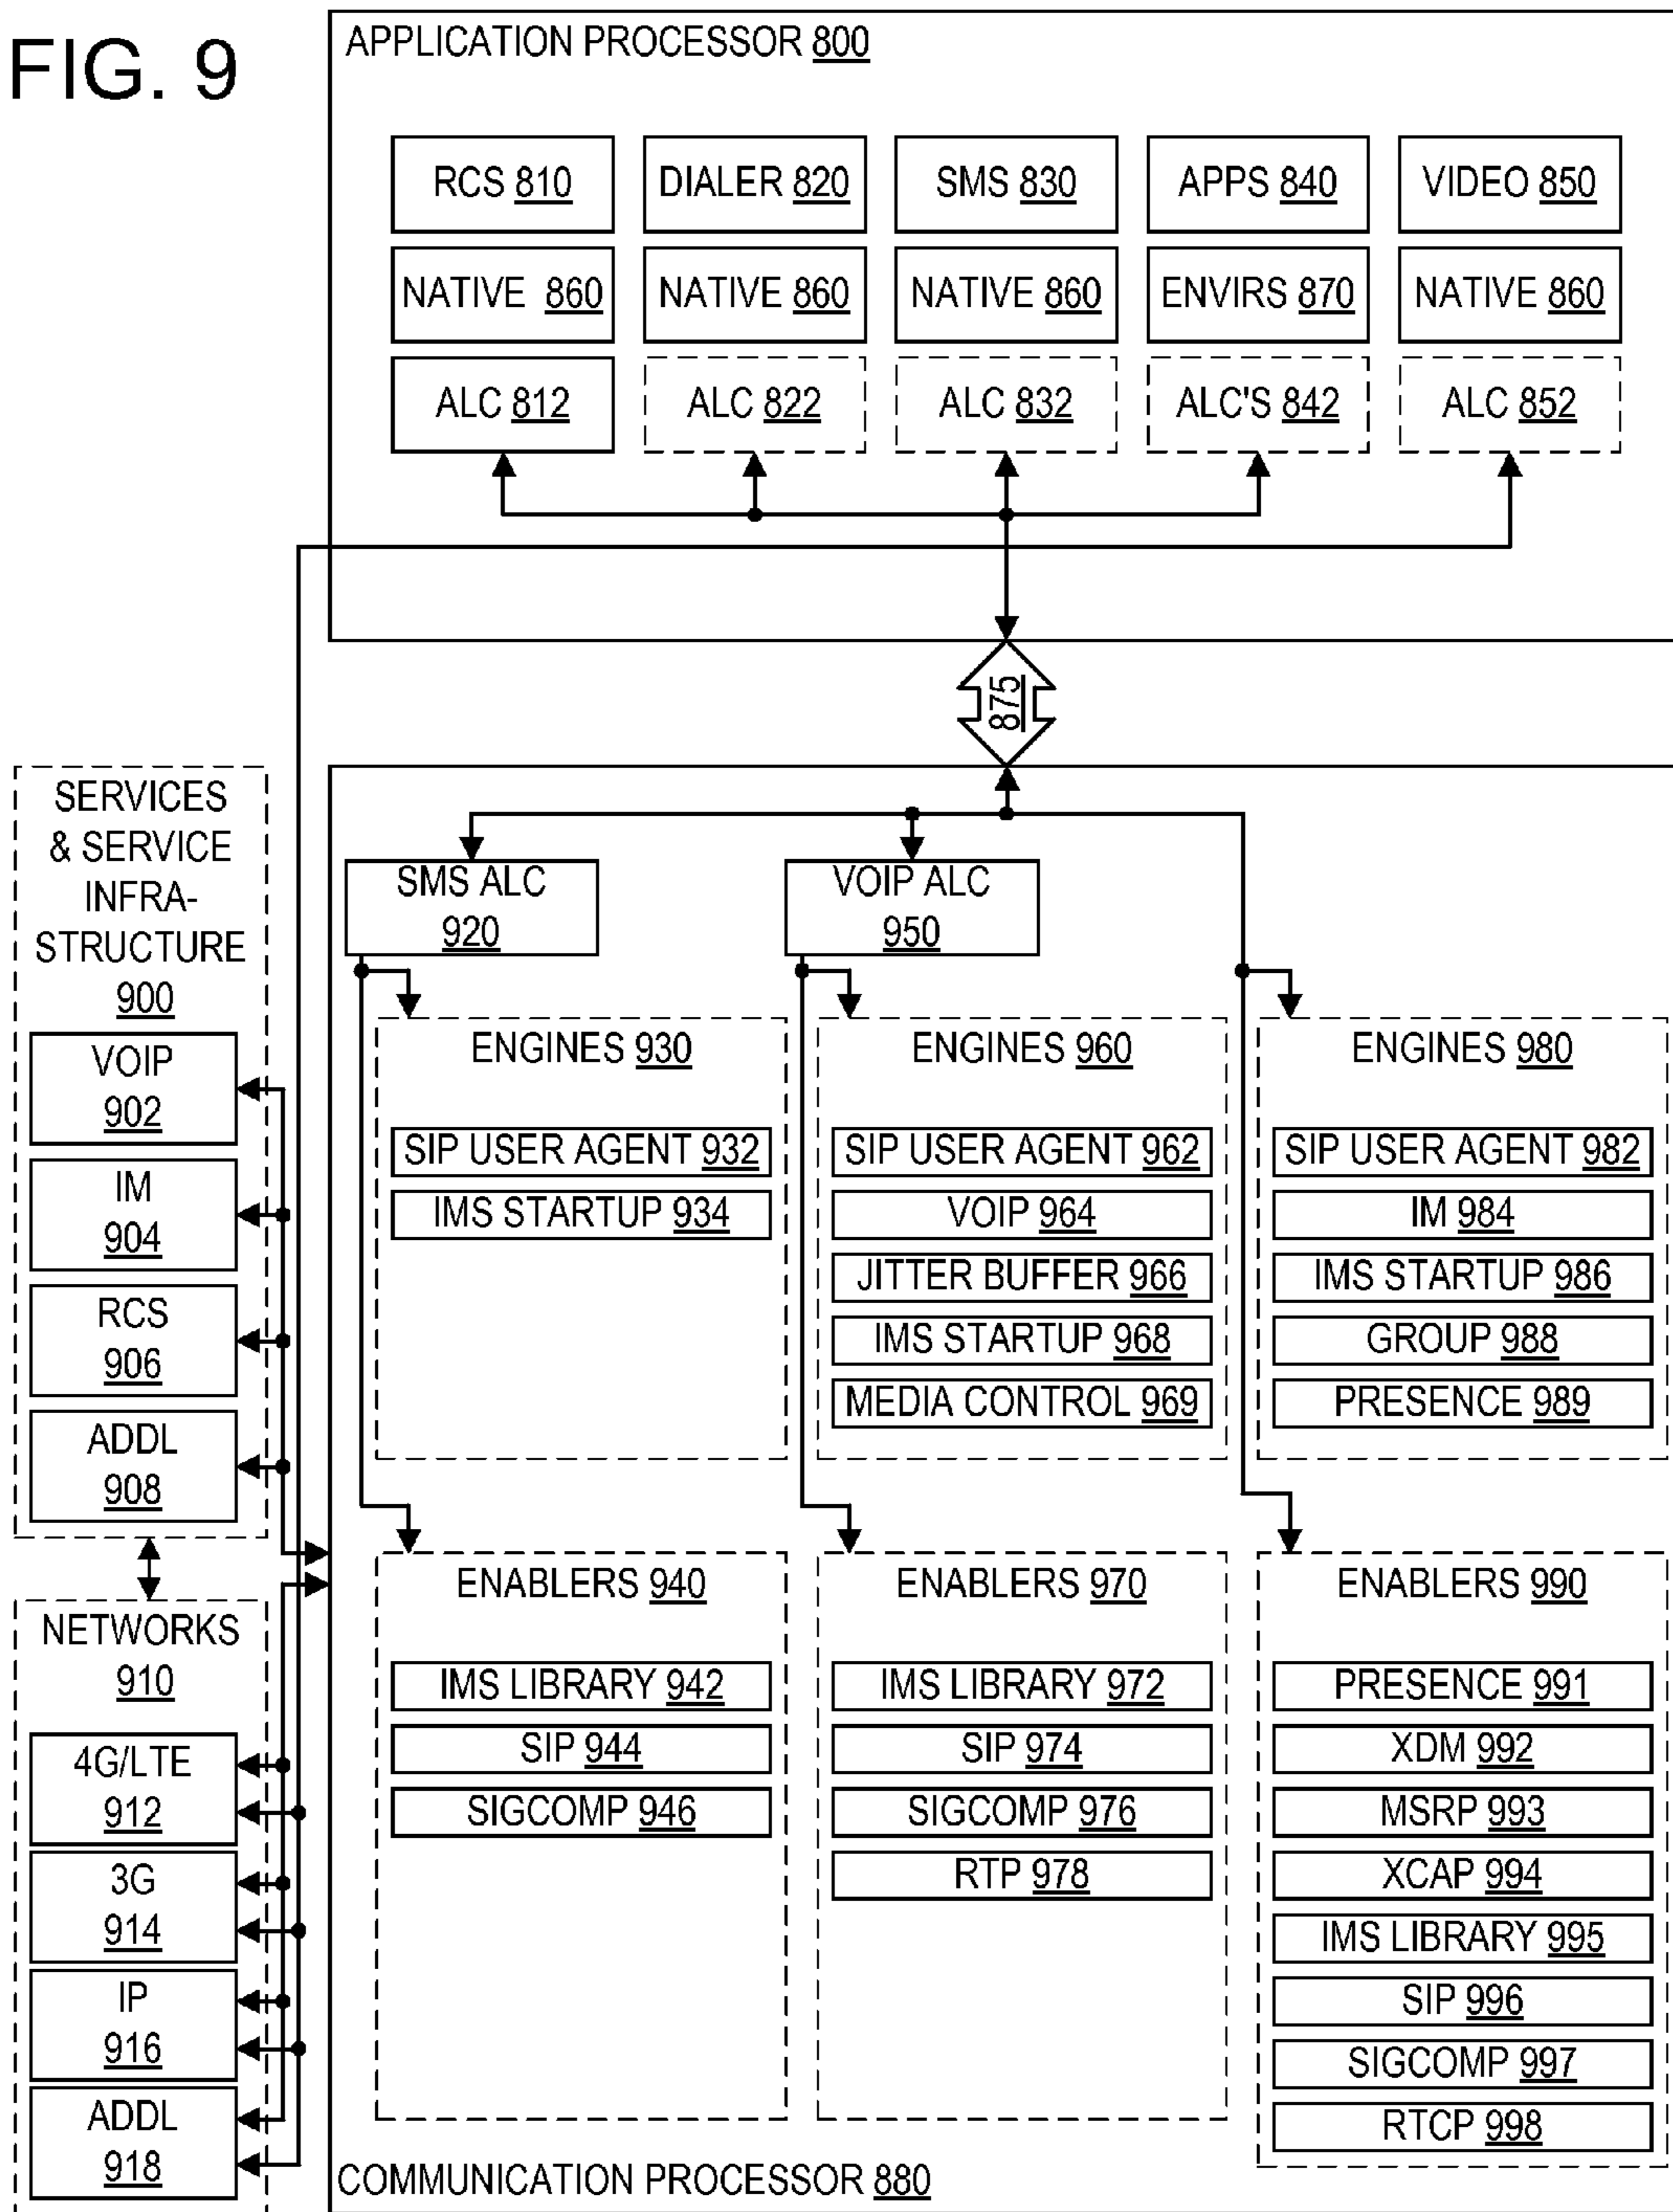 FIG. 9
APPLICATION PROCESSOR 800
RCS 810
DIALER 820
SMS 830
APPS 840
VIDEO 850
NATIVE 860
NATIVE 860
NATIVE 860
ENVIRS 870
NATIVE 860
ALC 812
ALC 822
ALC 832
ALC'S 842
ALC 852
875
SERVICES
& SERVICE
INFRA-
STRUCTURE
900
VOIP
902
IM
904
RCS
906
ADDL
908
NETWORKS
910
4G/LTE
912
3G
914
IP
916
ADDL
918
SMS ALC
920
VOIP ALC
950
ENGINES 930
SIP USER AGENT 932
IMS STARTUP 934
ENGINES 960
SIP USER AGENT 962
VOIP 964
JITTER BUFFER 966
IMS STARTUP 968
MEDIA CONTROL 969
ENGINES 980
SIP USER AGENT 982
IM 984
IMS STARTUP 986
GROUP 988
PRESENCE 989
ENABLERS 940
IMS LIBRARY 942
SIP 944
SIGCOMP 946
ENABLERS 970
IMS LIBRARY 972
SIP 974
SIGCOMP 976
RTP 978
ENABLERS 990
PRESENCE 991
XDM 992
MSRP 993
XCAP 994
IMS LIBRARY 995
SIP 996
SIGCOMP 997
RTCP 998
COMMUNICATION PROCESSOR 880